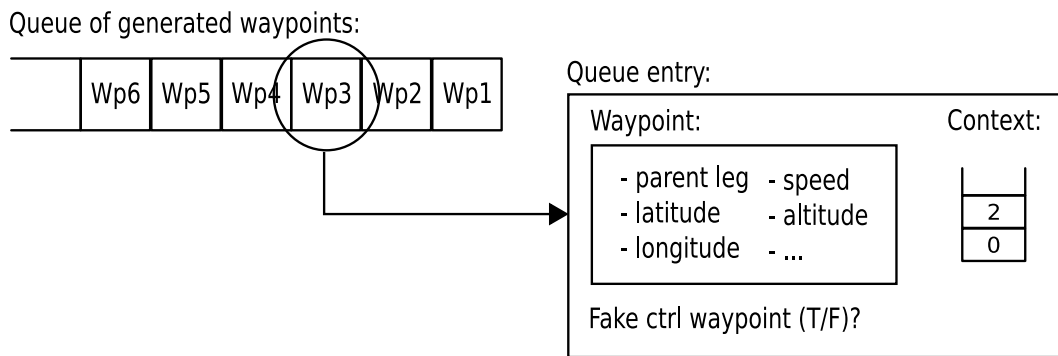 Queue of generated waypoints:
Wp6 Wp5 Wp4 Wp3 Wp2 Wp1
Queue entry:
Waypoint:
- parent leg
- latitude
- longitude
- speed
- altitude
- ...
Context:
2
0
Fake ctrl waypoint (T/F)?